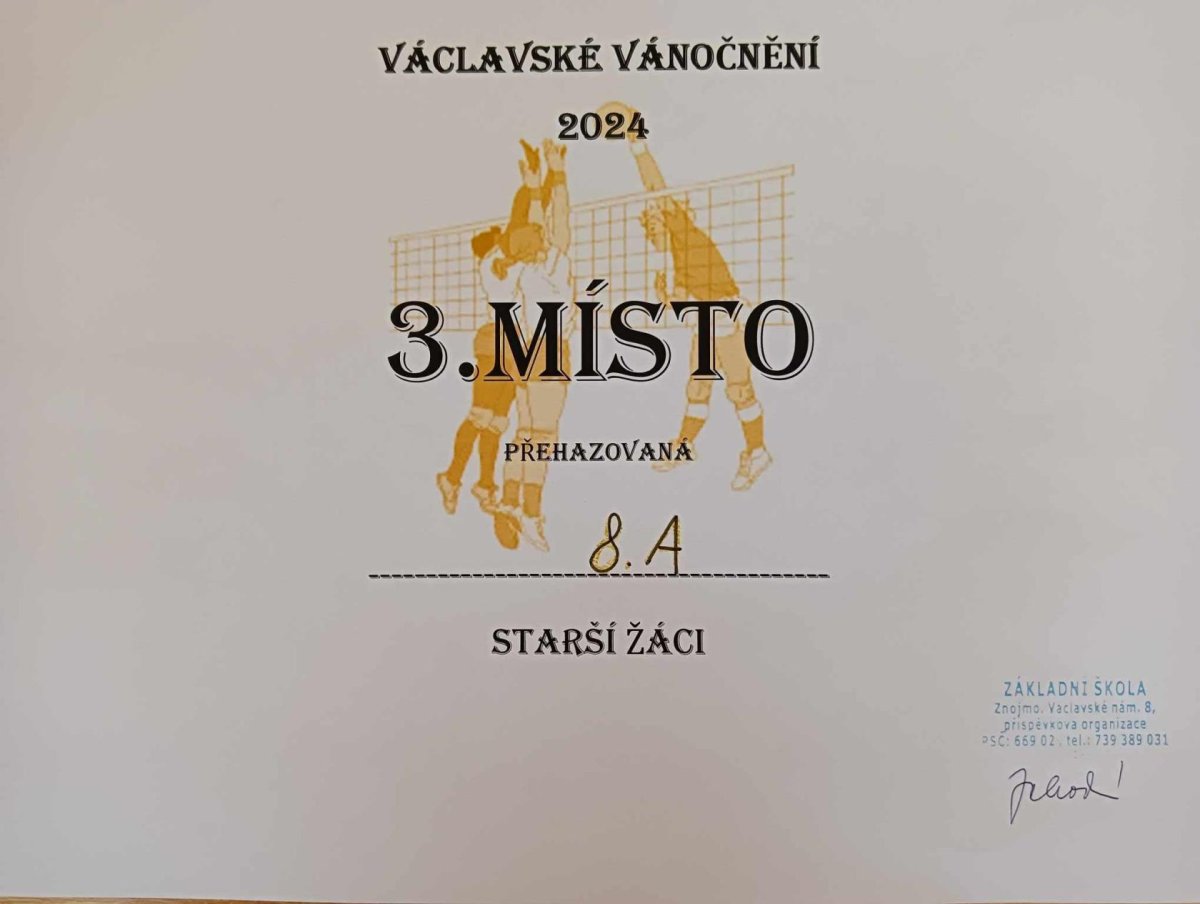 VÁCLAVSKÉ VÁNOČNĚNÍ
2024
3.MÍSTO
PŘEHAZOVANÁ
8.A
STARŠÍ ŽÁCI
ZÁKLADNÍ ŠKOLA
Znojmo, Václavské nám. 8,
příspěvková organizace
PSČ: 669 02, tel.: 739 389 031